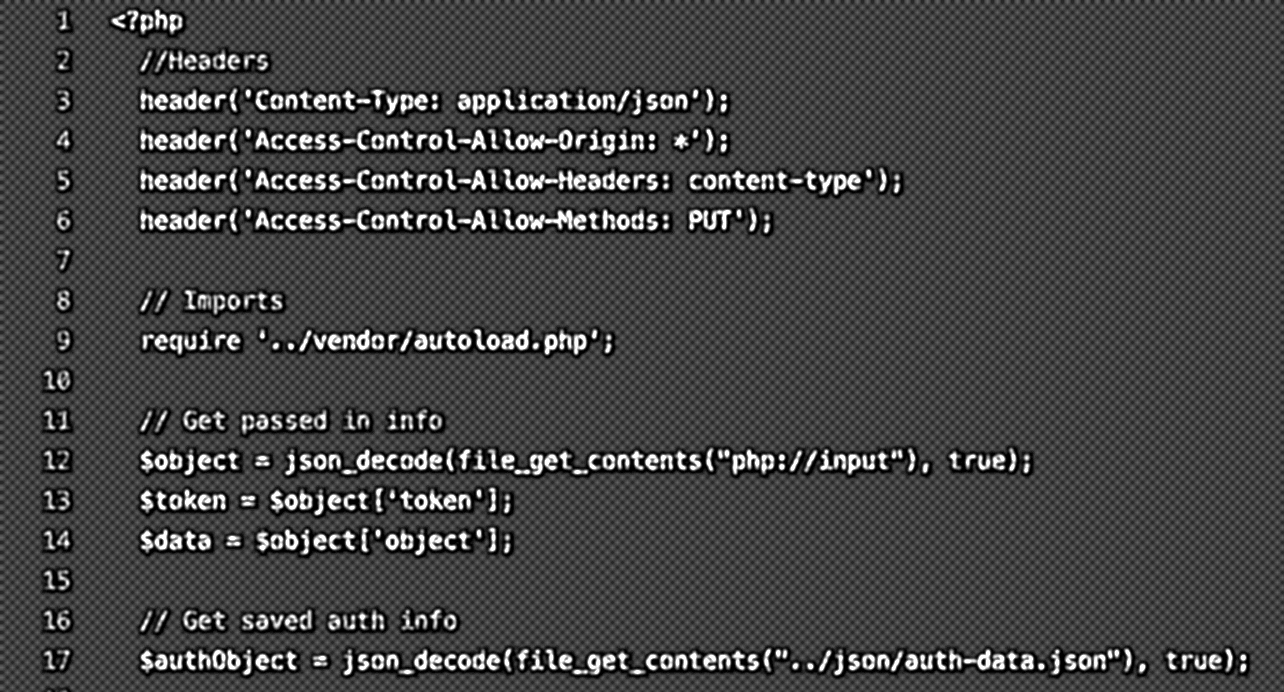 1 <?php
2 //Headers
3 header('Content-Type: application/json');
4 header('Access-Control-Allow-Origin: *');
5 header('Access-Control-Allow-Headers: content-type');
6 header('Access-Control-Allow-Methods: PUT');
7
8 // Imports
9 require '../vendor/autoload.php';
10
11 // Get passed in info
12 $object = json_decode(file_get_contents("php://input"), true);
13 $token = $object['token'];
14 $data = $object['object'];
15
16 // Get saved auth info
17 $authObject = json_decode(file_get_contents("../json/auth-data.json"), true);